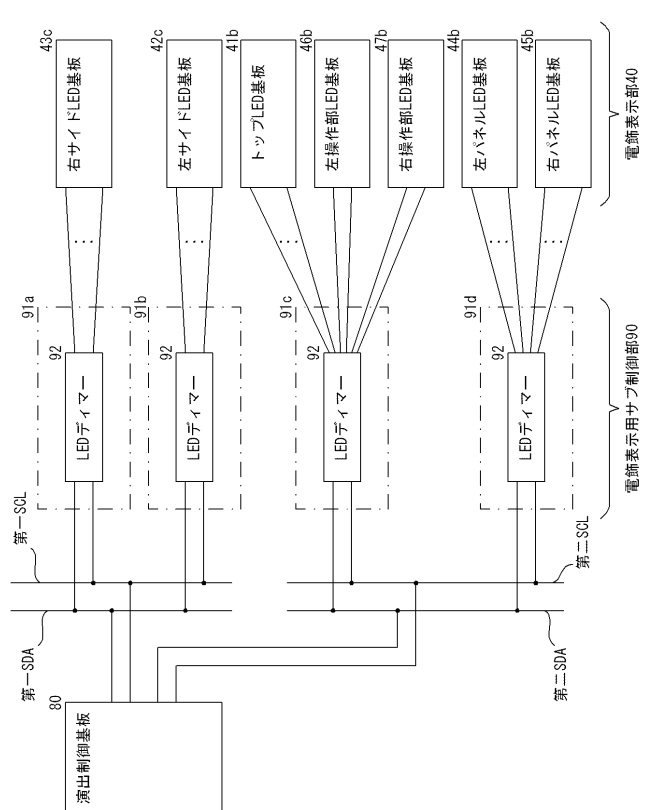 43c
右サイドLED基板
42c
左サイドLED基板
41b
トップLED基板
46b
左操作部LED基板
47b
右操作部LED基板
44b
左パネルLED基板
45b
右パネルLED基板
電飾表示部40
...
...
...
...
...
91a
92
LEDディマー
91b
92
LEDディマー
91c
92
LEDディマー
91d
92
LEDディマー
電飾表示用サブ制御部90
第一SCL
第二SCL
第一SDA
第二SDA
80
演出制御基板